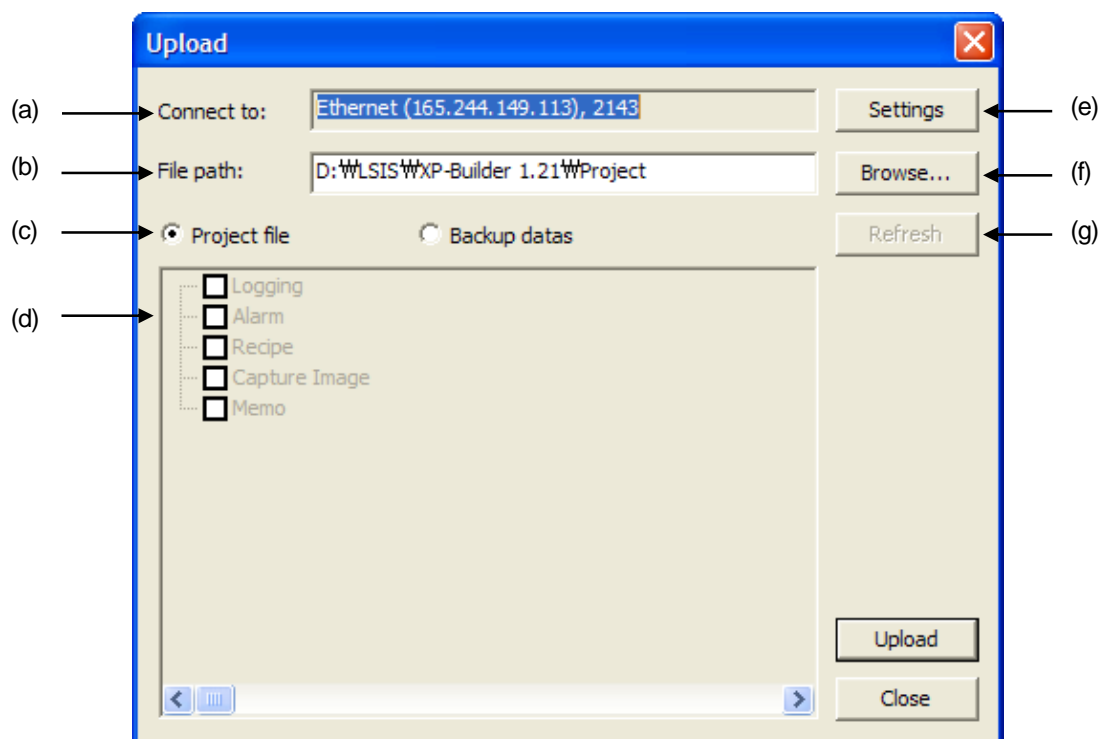 Upload
(a) Connect to: Ethernet (165.244.149.113), 2143 Settings (e)
(b) File path: D:₩LSIS₩XP-Builder 1.21₩Project Browse... (f)
(c) Project file Backup datas Refresh (g)
(d)
Logging
Alarm
Recipe
Capture Image
Memo
Upload
Close